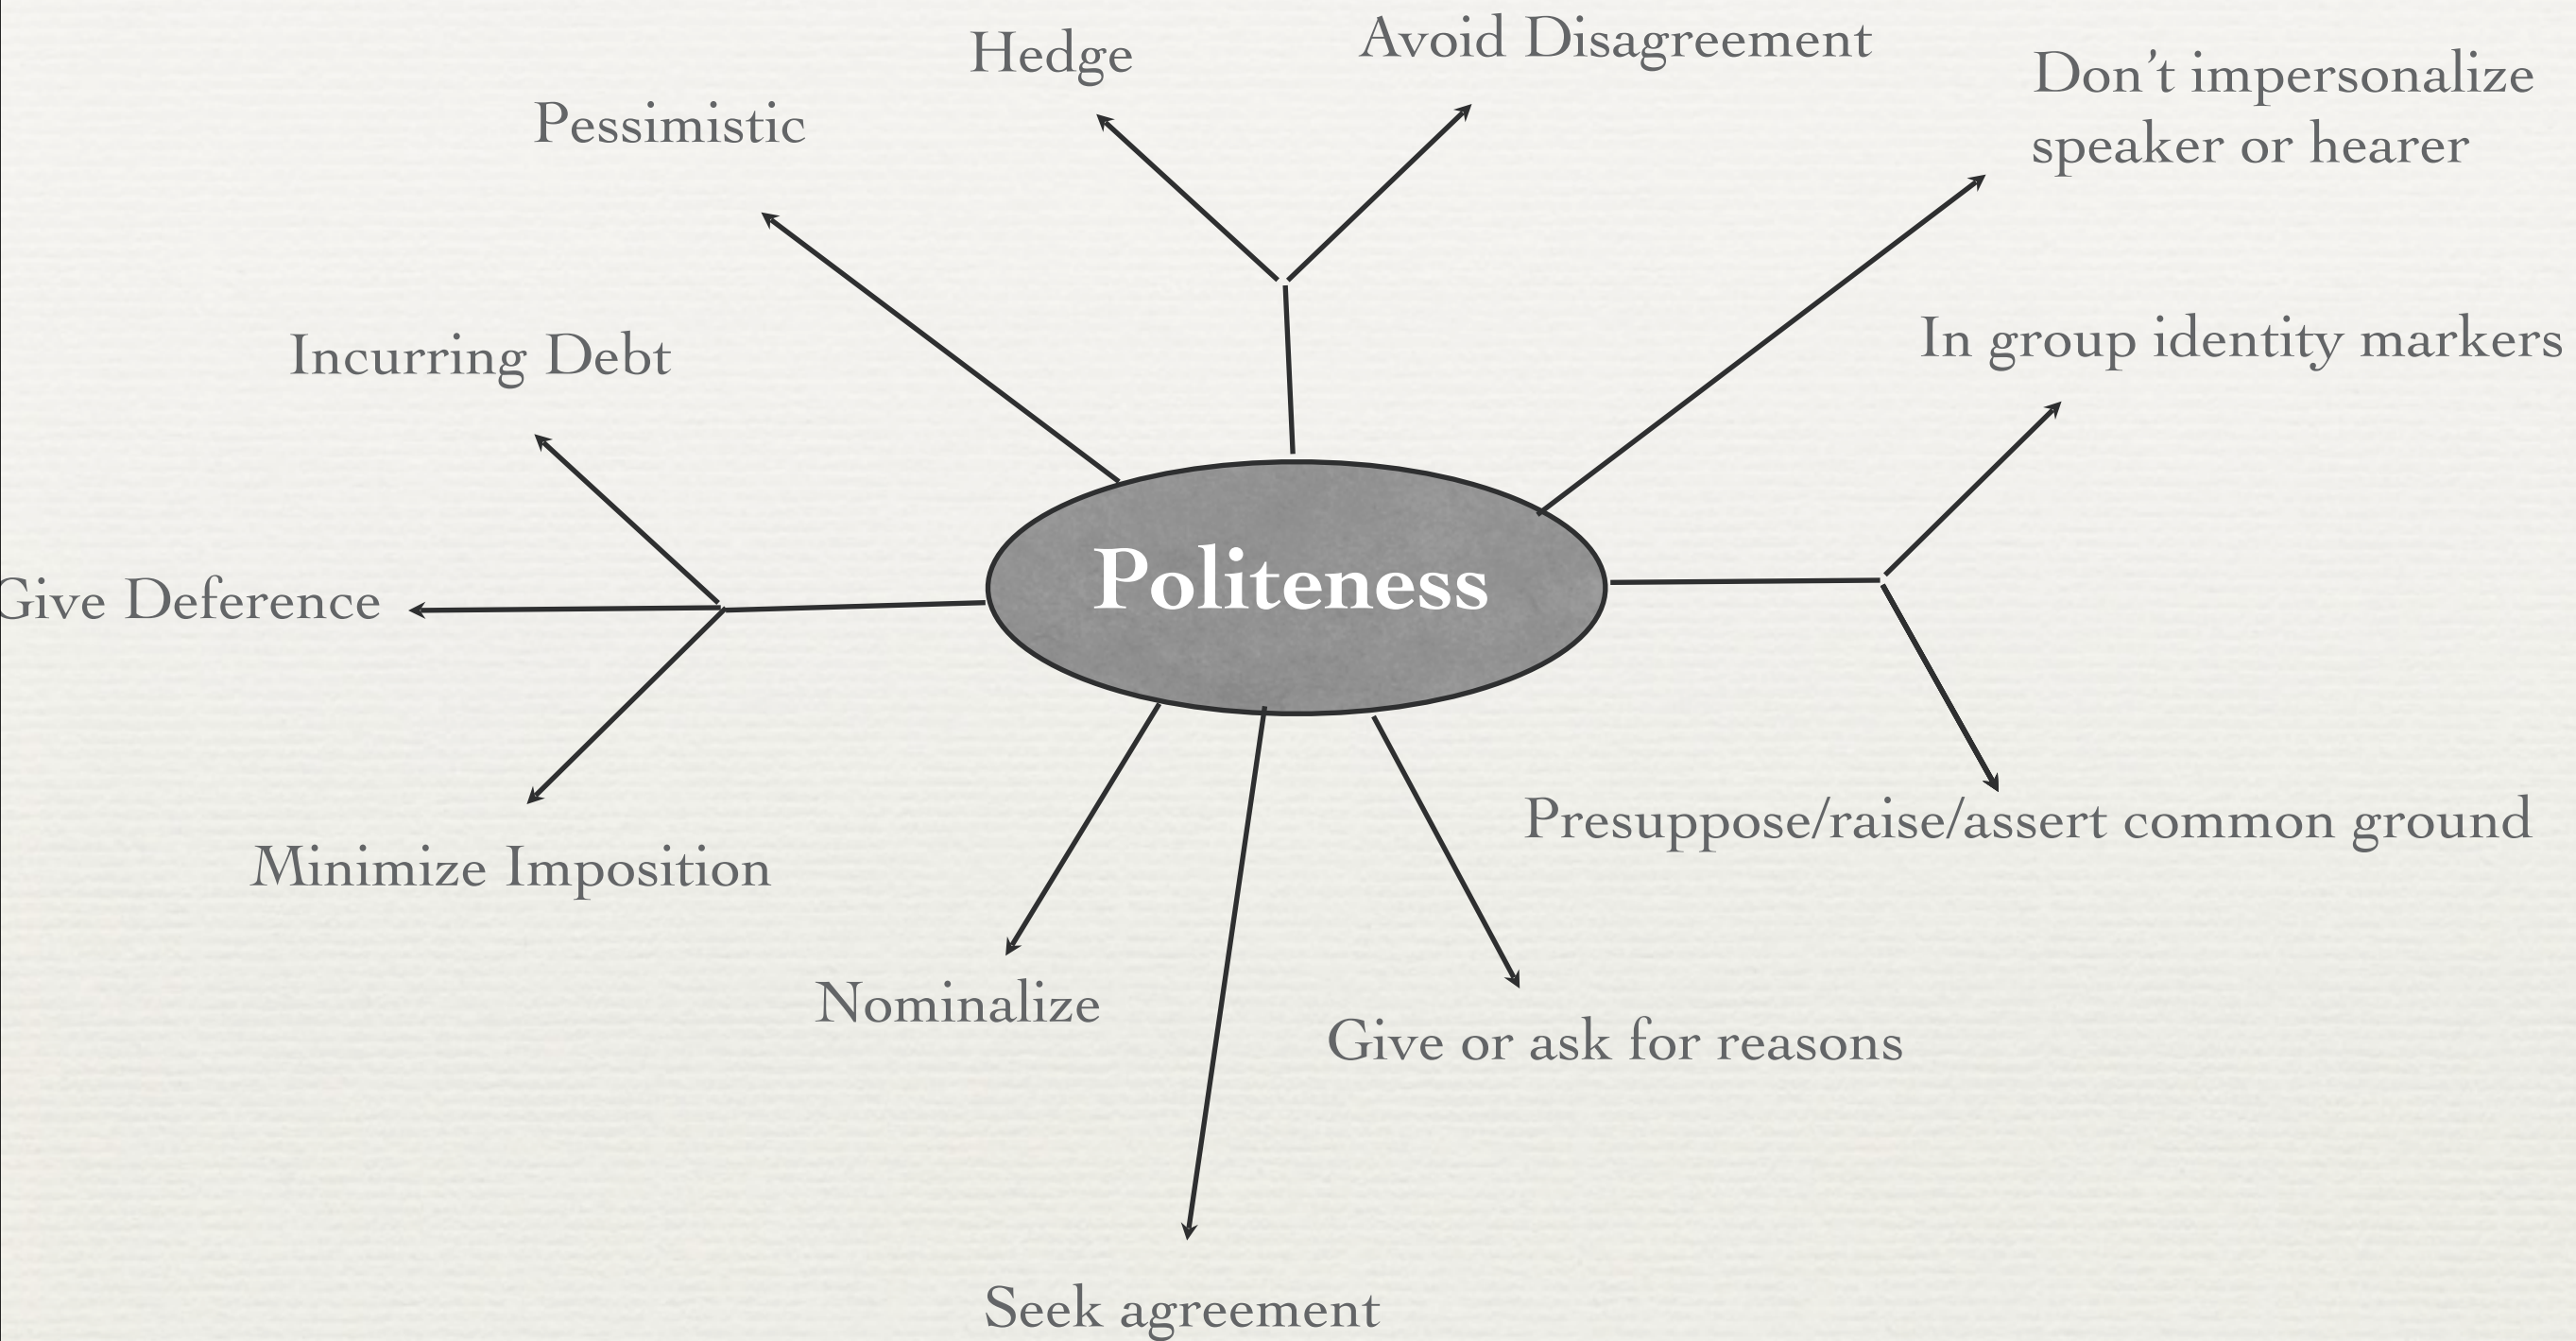 Avoid Disagreement
Hedge
Don't impersonalize
speaker or hearer
Pessimistic
In group identity markers
Incurring Debt
Politeness
Give Deference
Presuppose/raise/assert common ground
Minimize Imposition
Nominalize
Give or ask for reasons
Seek agreement